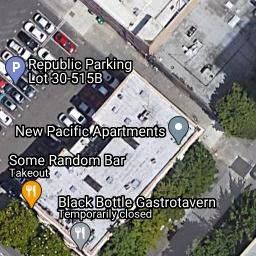 P
Republic Parking
Lot 30-515B
New Pacific Apartments
Some Random Bar
Takeout
Black Bottle Gastrotavern
Temporarily closed